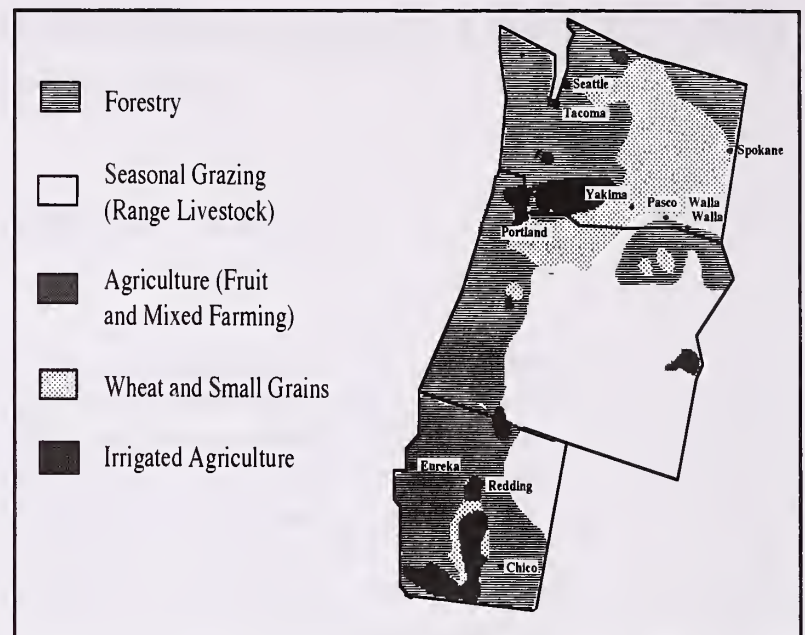 Forestry
Seasonal Grazing
(Range Livestock)
Agriculture (Fruit
and Mixed Farming)
Wheat and Small Grains
Irrigated Agriculture
Seattle
Tacoma
Spokane
Yakima
Pasco
Walla
Walla
Portland
Eureka
Redding
Chico